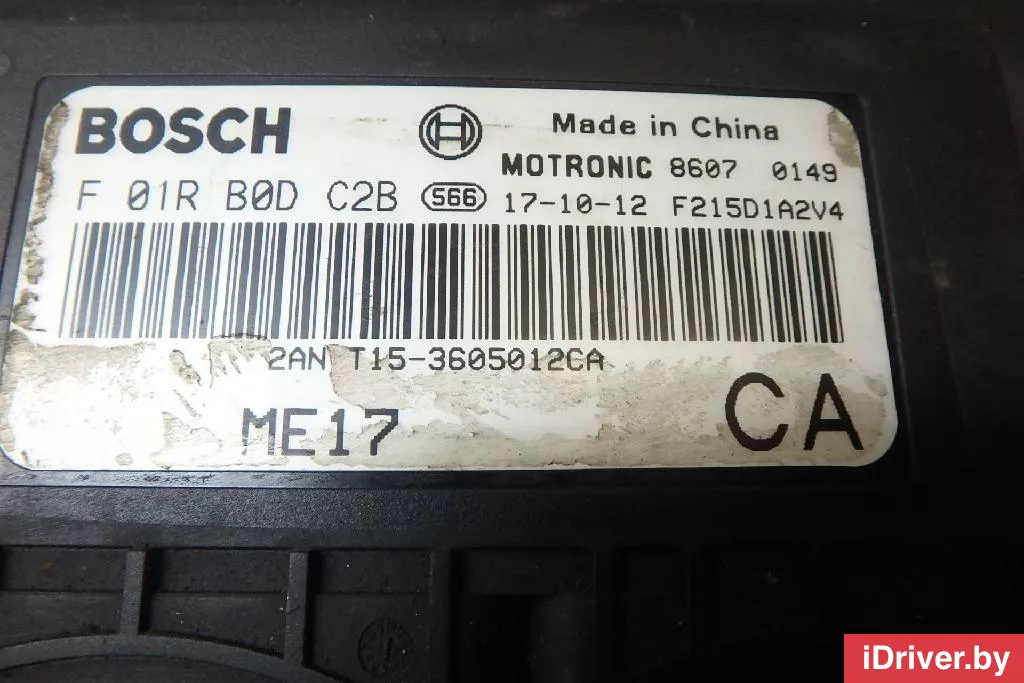 BOSCH
Made in China
MOTRONIC 8607 0149
F 01R B0D C2B 566 17-10-12 F215D1A2V4
2AN T15-3605012CA
ME17
CA
iDriver.by